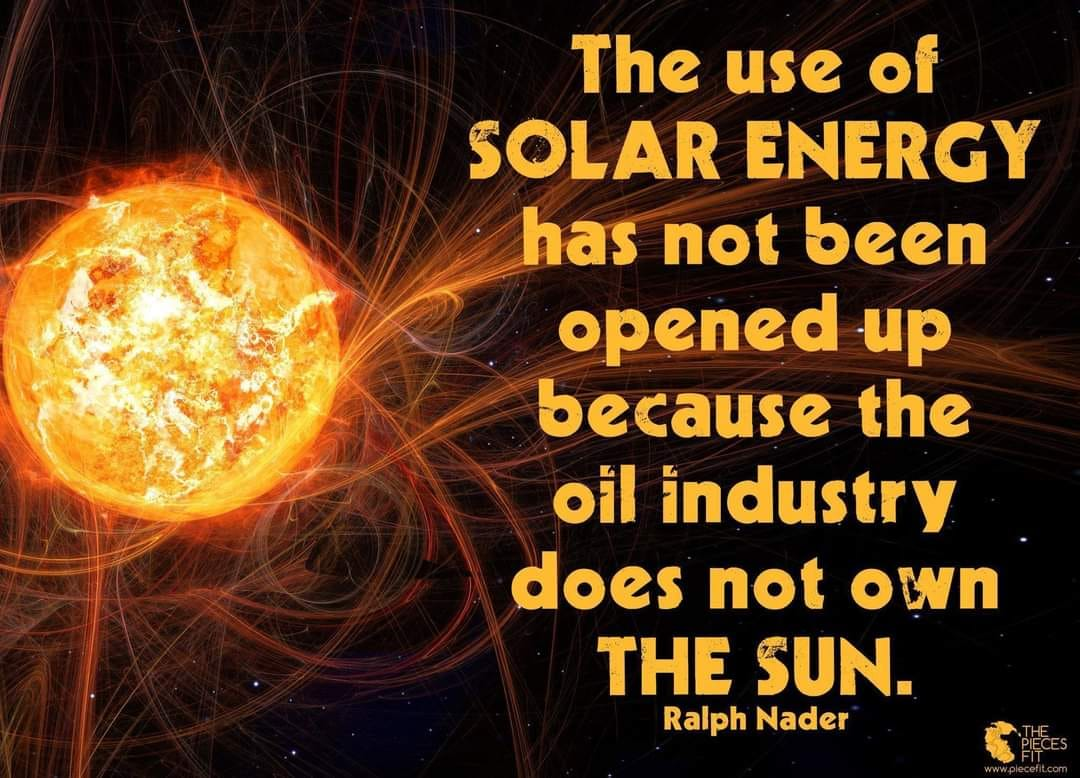 The use of
SOLAR ENERGY
has not been
opened up
because the
oil industry
does not own
THE SUN.
Ralph Nader
THE
PIECES
FIT
www.piecefit.com